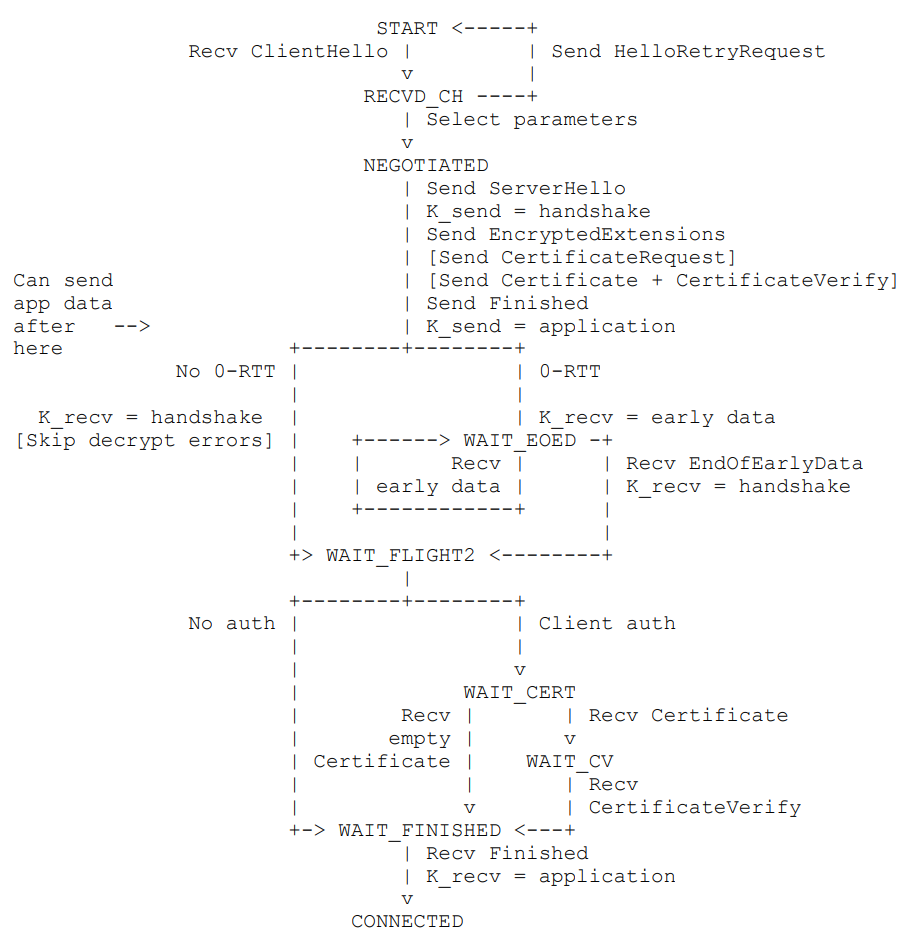 START <-----+
              Recv ClientHello |         | Send HelloRetryRequest
                               v         |
                            RECVD_CH ----+
                               | Select parameters
                               v
                            NEGOTIATED
                               | Send ServerHello
                               | K_send = handshake
                               | Send EncryptedExtensions
                               | [Send CertificateRequest]
Can send                       | [Send Certificate + CertificateVerify]
app data                       | Send Finished
after   -->                    | K_send = application
here                  +--------+--------+
             No 0-RTT |                 | 0-RTT
                      |                 |
  K_recv = handshake  |                 | K_recv = early data
[Skip decrypt errors] |    +------> WAIT_EOED -+
                      |    |       Recv |      | Recv EndOfEarlyData
                      |    | early data |      | K_recv = handshake
                      |    +------------+      |
                      |                        |
                      +> WAIT_FLIGHT2 <--------+
                               |
                      +--------+--------+
              No auth |                 | Client auth
                      |                 |
                      |                 v
                      |             WAIT_CERT
                      |        Recv |       | Recv Certificate
                      |       empty |       v
                      | Certificate |    WAIT_CV
                      |             |       | Recv
                      |             v       | CertificateVerify
                      +-> WAIT_FINISHED <---+
                               | Recv Finished
                               | K_recv = application
                               v
                           CONNECTED